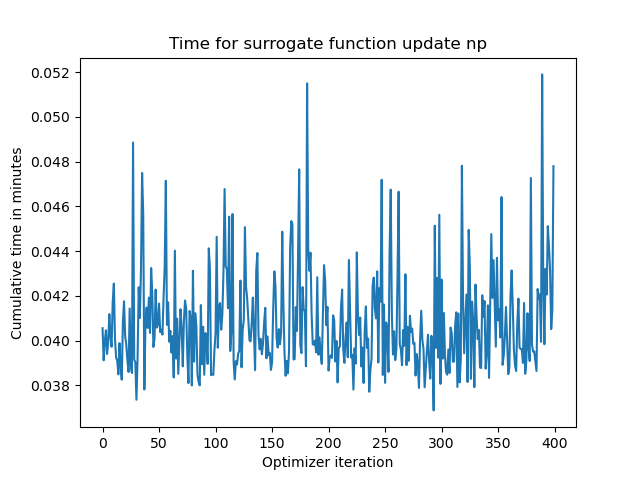 Time for surrogate function update np
Cumulative time in minutes
0.052
0.050
0.048
0.046
0.044
0.042
0.040
0.038
0 50 100 150 200 250 300 350 400
Optimizer iteration